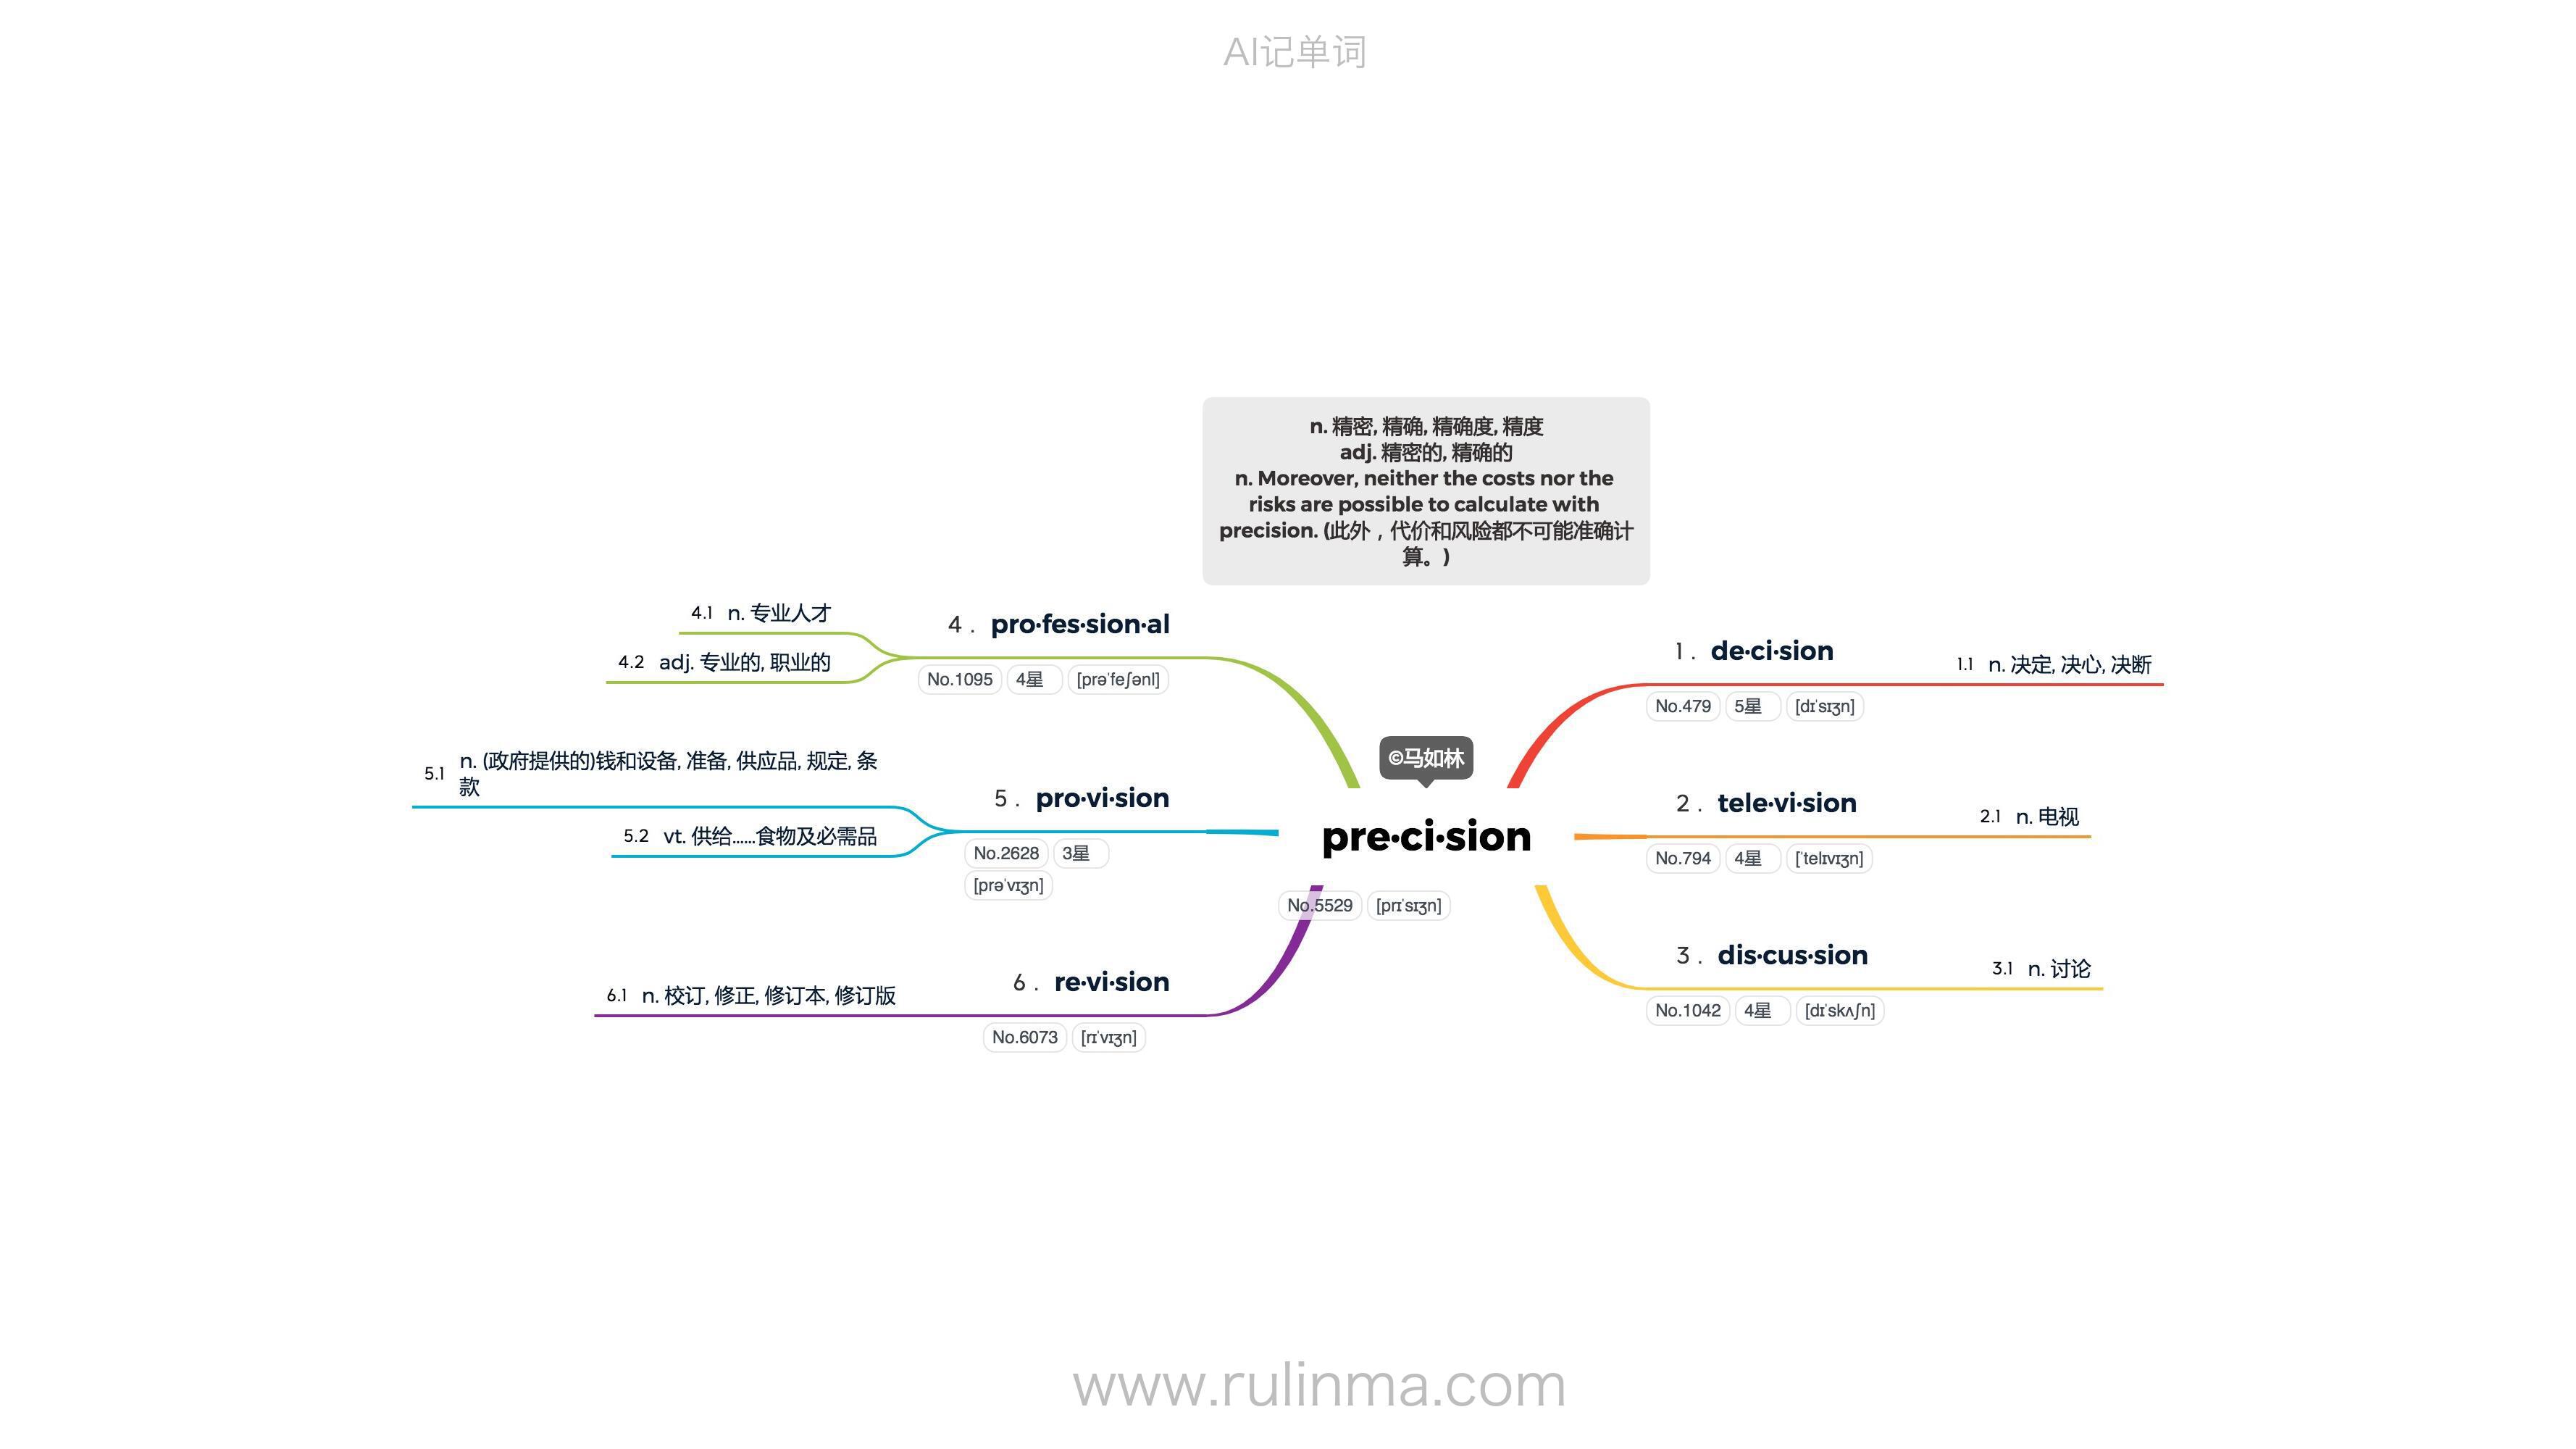 AI记单词
n. 精密, 精确, 精确度, 精度
adj. 精密的, 精确的
n. Moreover, neither the costs nor the
risks are possible to calculate with
precision. (此外，代价和风险都不可能准确计
算。)
©马如林
pre·ci·sion
No.5529 [prɪˈsɪʒn]
1. de·ci·sion
No.479 5星 [dɪˈsɪʒn]
1.1 n. 决定, 决心, 决断
2. tele·vi·sion
No.794 4星 [ˈtelɪvɪʒn]
2.1 n. 电视
3. dis·cus·sion
No.1042 4星 [dɪˈskʌʃn]
3.1 n. 讨论
4. pro·fes·sion·al
No.1095 4星 [prəˈfeʃənl]
4.1 n. 专业人才
4.2 adj. 专业的, 职业的
5. pro·vi·sion
No.2628 3星
[prəˈvɪʒn]
5.1 n. (政府提供的)钱和设备, 准备, 供应品, 规定, 条
款
5.2 vt. 供给……食物及必需品
6. re·vi·sion
No.6073 [rɪˈvɪʒn]
6.1 n. 校订, 修正, 修订本, 修订版
www.rulinma.com